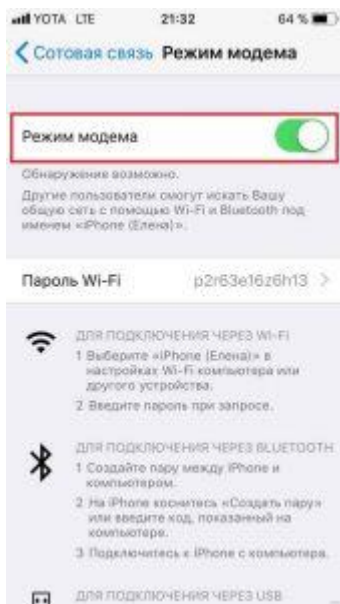 YOTA LTE 21:32 64 %
Сотовая связь Режим модема
Режим модема
Обнаружение возможно.
Другие пользователи смогут искать Вашу
общую сеть с помощью Wi-Fi и Bluetooth под
именем «iPhone (Елена)».
Пароль Wi-Fi p2r63e16z6h13
ДЛЯ ПОДКЛЮЧЕНИЯ ЧЕРЕЗ WI-FI
1 Выберите «iPhone (Елена)» в
настройках Wi-Fi компьютера или
другого устройства.
2 Введите пароль при запросе.
ДЛЯ ПОДКЛЮЧЕНИЯ ЧЕРЕЗ BLUETOOTH
1 Создайте пару между iPhone и
компьютером.
2 На iPhone коснитесь «Создать пару»
или введите код, показанный на
компьютере.
3 Подключитесь к iPhone с компьютера.
ДЛЯ ПОДКЛЮЧЕНИЯ ЧЕРЕЗ USB